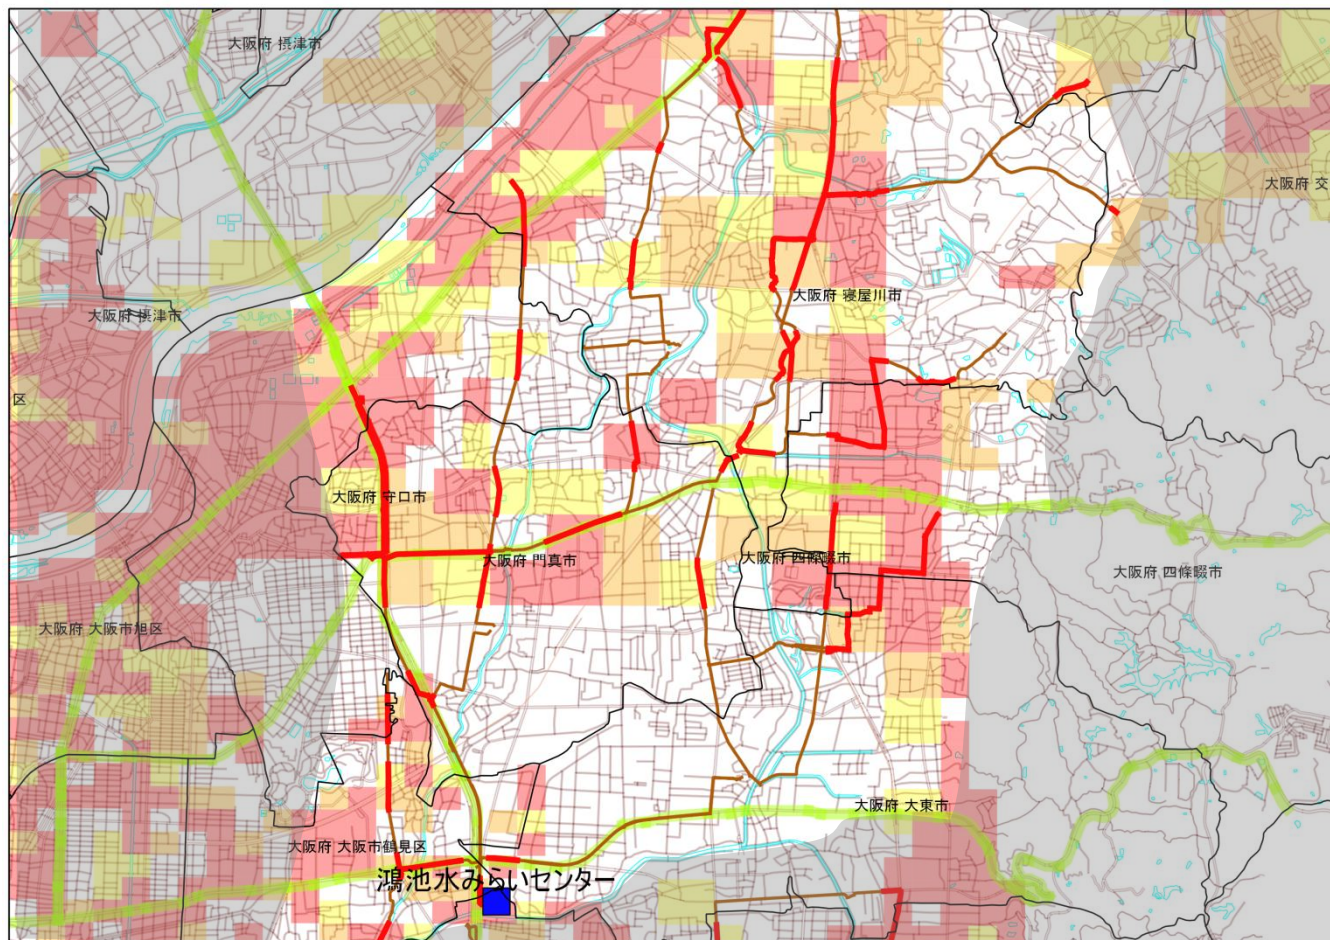 大阪府 摂津市
大阪府 交
大阪府 寝屋川市
大阪府 摂津市
区
大阪府 守口市
大阪府 門真市
大阪府 四條畷市
大阪府 四條畷市
大阪府 大阪市旭区
大阪府 大東市
大阪府 大阪市鶴見区
鴻池水みらいセンター